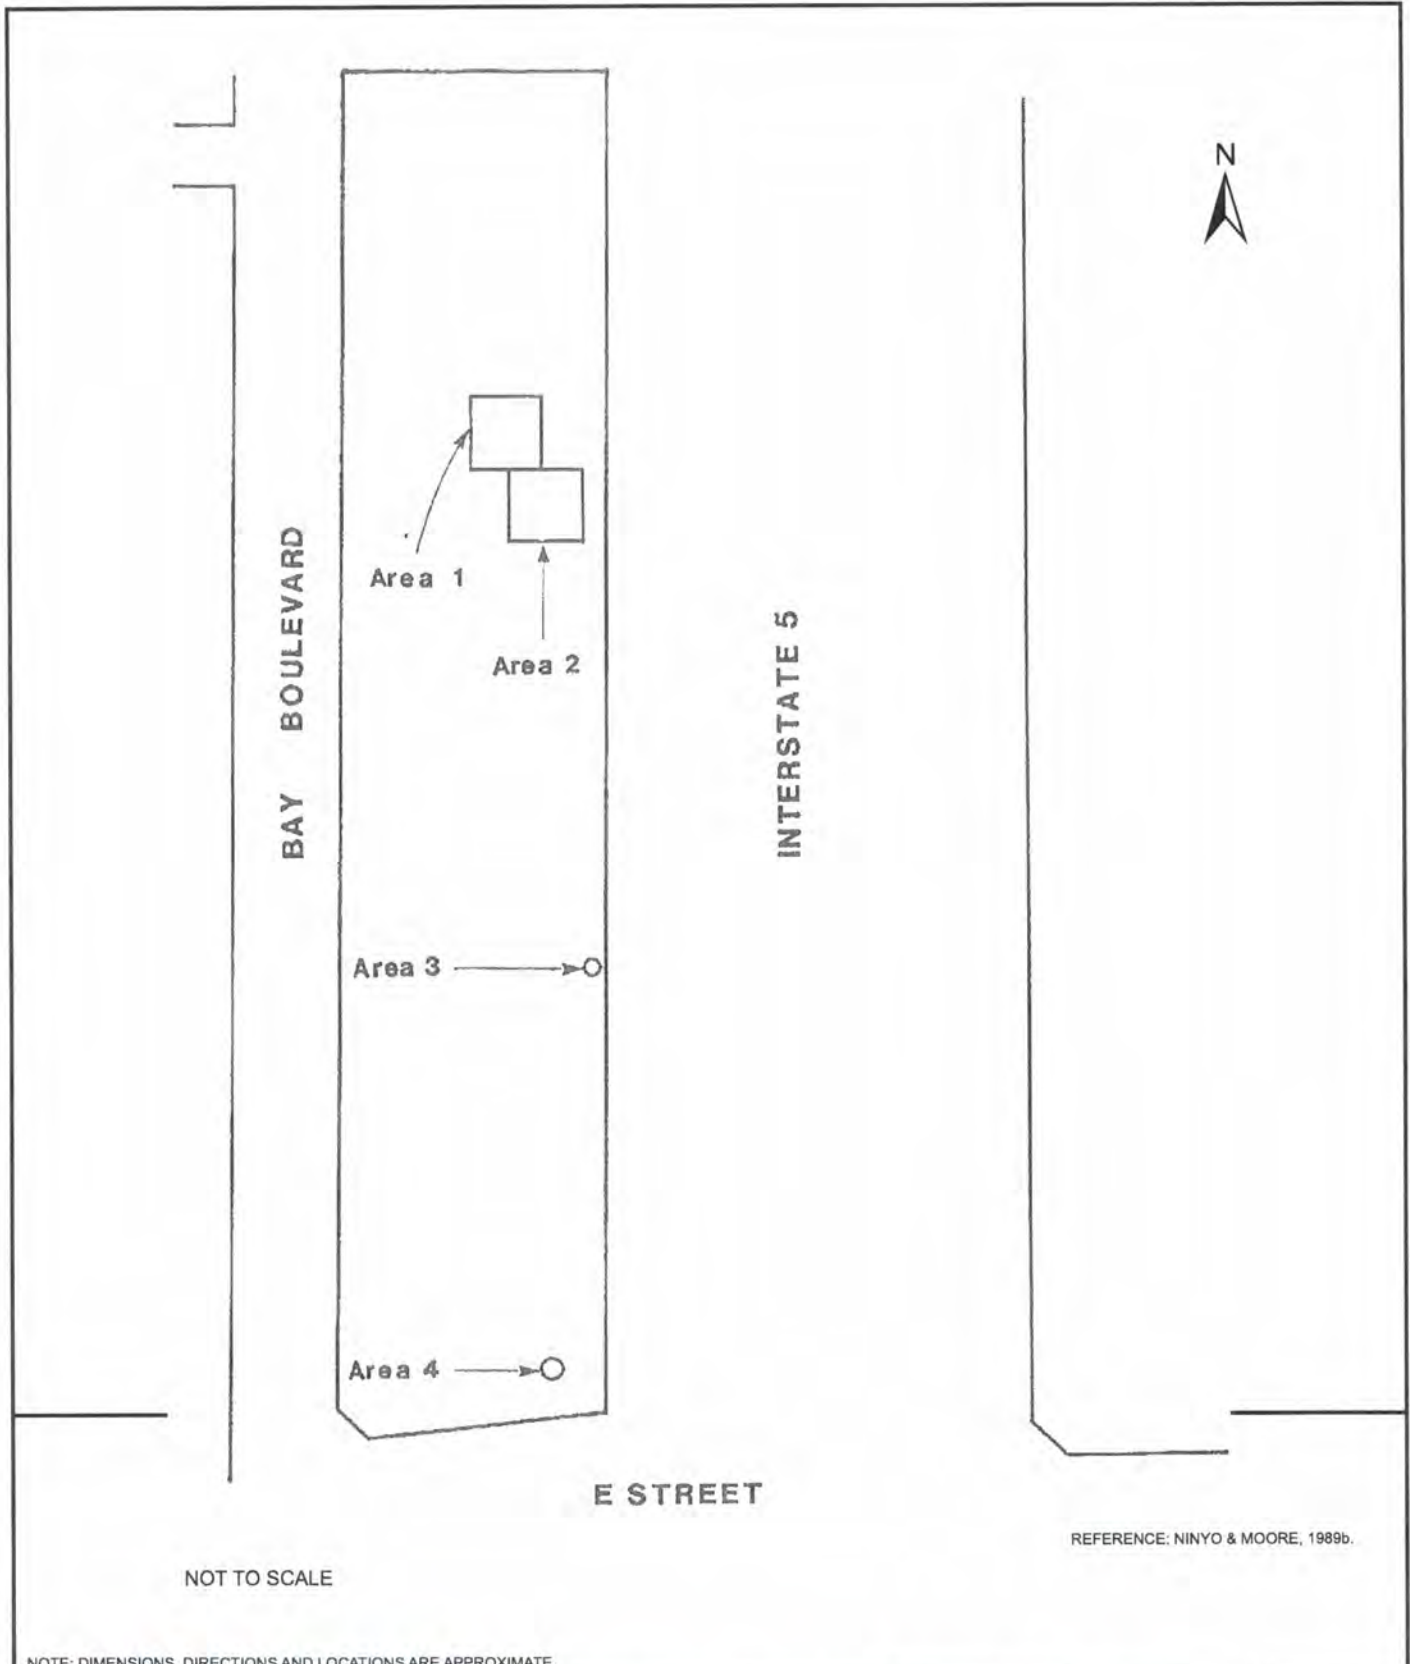 N
BAY BOULEVARD
Area 1
Area 2
INTERSTATE 5
Area 3
Area 4
E STREET
REFERENCE: NINYO & MOORE, 1989b.
NOT TO SCALE
NOTE: DIMENSIONS, DIRECTIONS AND LOCATIONS ARE APPROXIMATE